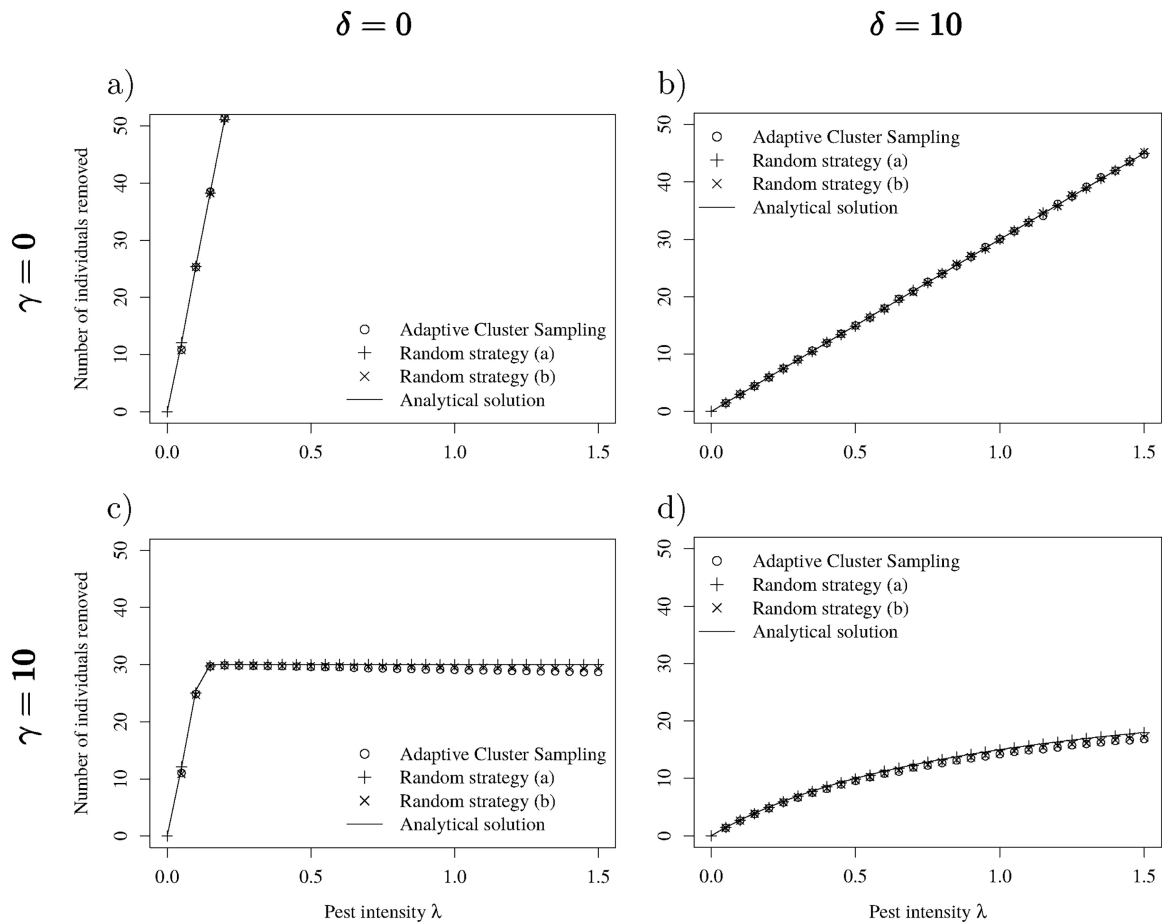 δ = 0
δ = 10
γ = 0
a)
Number of individuals removed
0
10
20
30
40
50
0.0
0.5
1.0
1.5
Adaptive Cluster Sampling
Random strategy (a)
Random strategy (b)
Analytical solution
b)
0
10
20
30
40
50
0.0
0.5
1.0
1.5
Adaptive Cluster Sampling
Random strategy (a)
Random strategy (b)
Analytical solution
γ = 10
c)
Number of individuals removed
0
10
20
30
40
50
Adaptive Cluster Sampling
Random strategy (a)
Random strategy (b)
Analytical solution
0.0
0.5
1.0
1.5
Pest intensity λ
d)
0
10
20
30
40
50
Adaptive Cluster Sampling
Random strategy (a)
Random strategy (b)
Analytical solution
0.0
0.5
1.0
1.5
Pest intensity λ